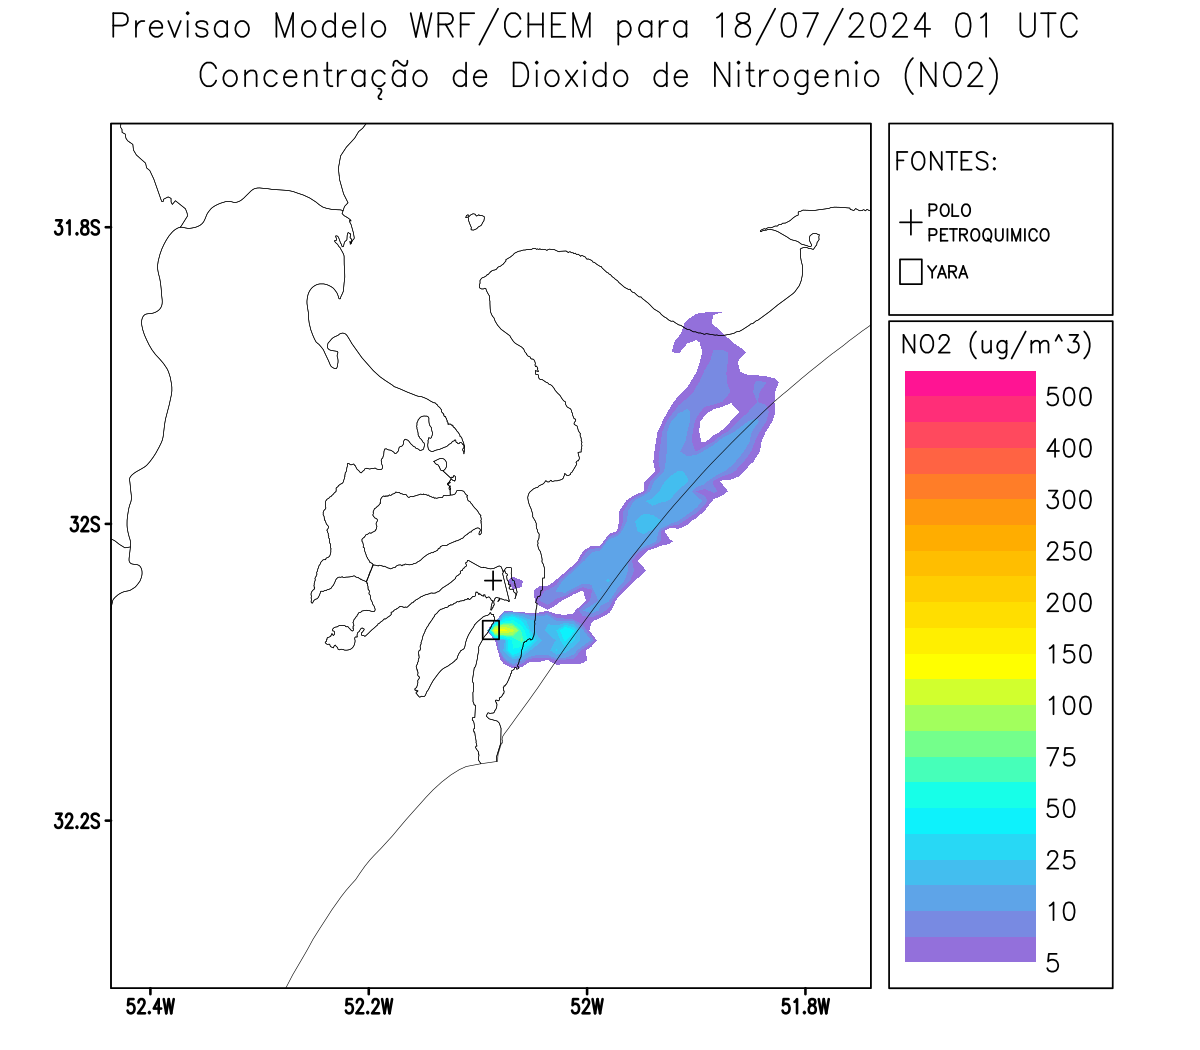 Previsao Modelo WRF/CHEM para 18/07/2024 01 UTC
Concentração de Dioxido de Nitrogenio (NO2)
FONTES:
POLO
PETROQUIMICO
YARA
NO2 (ug/m^3)
500
400
300
250
200
150
100
75
50
25
10
5
31.8S
32S
32.2S
52.4W
52.2W
52W
51.8W